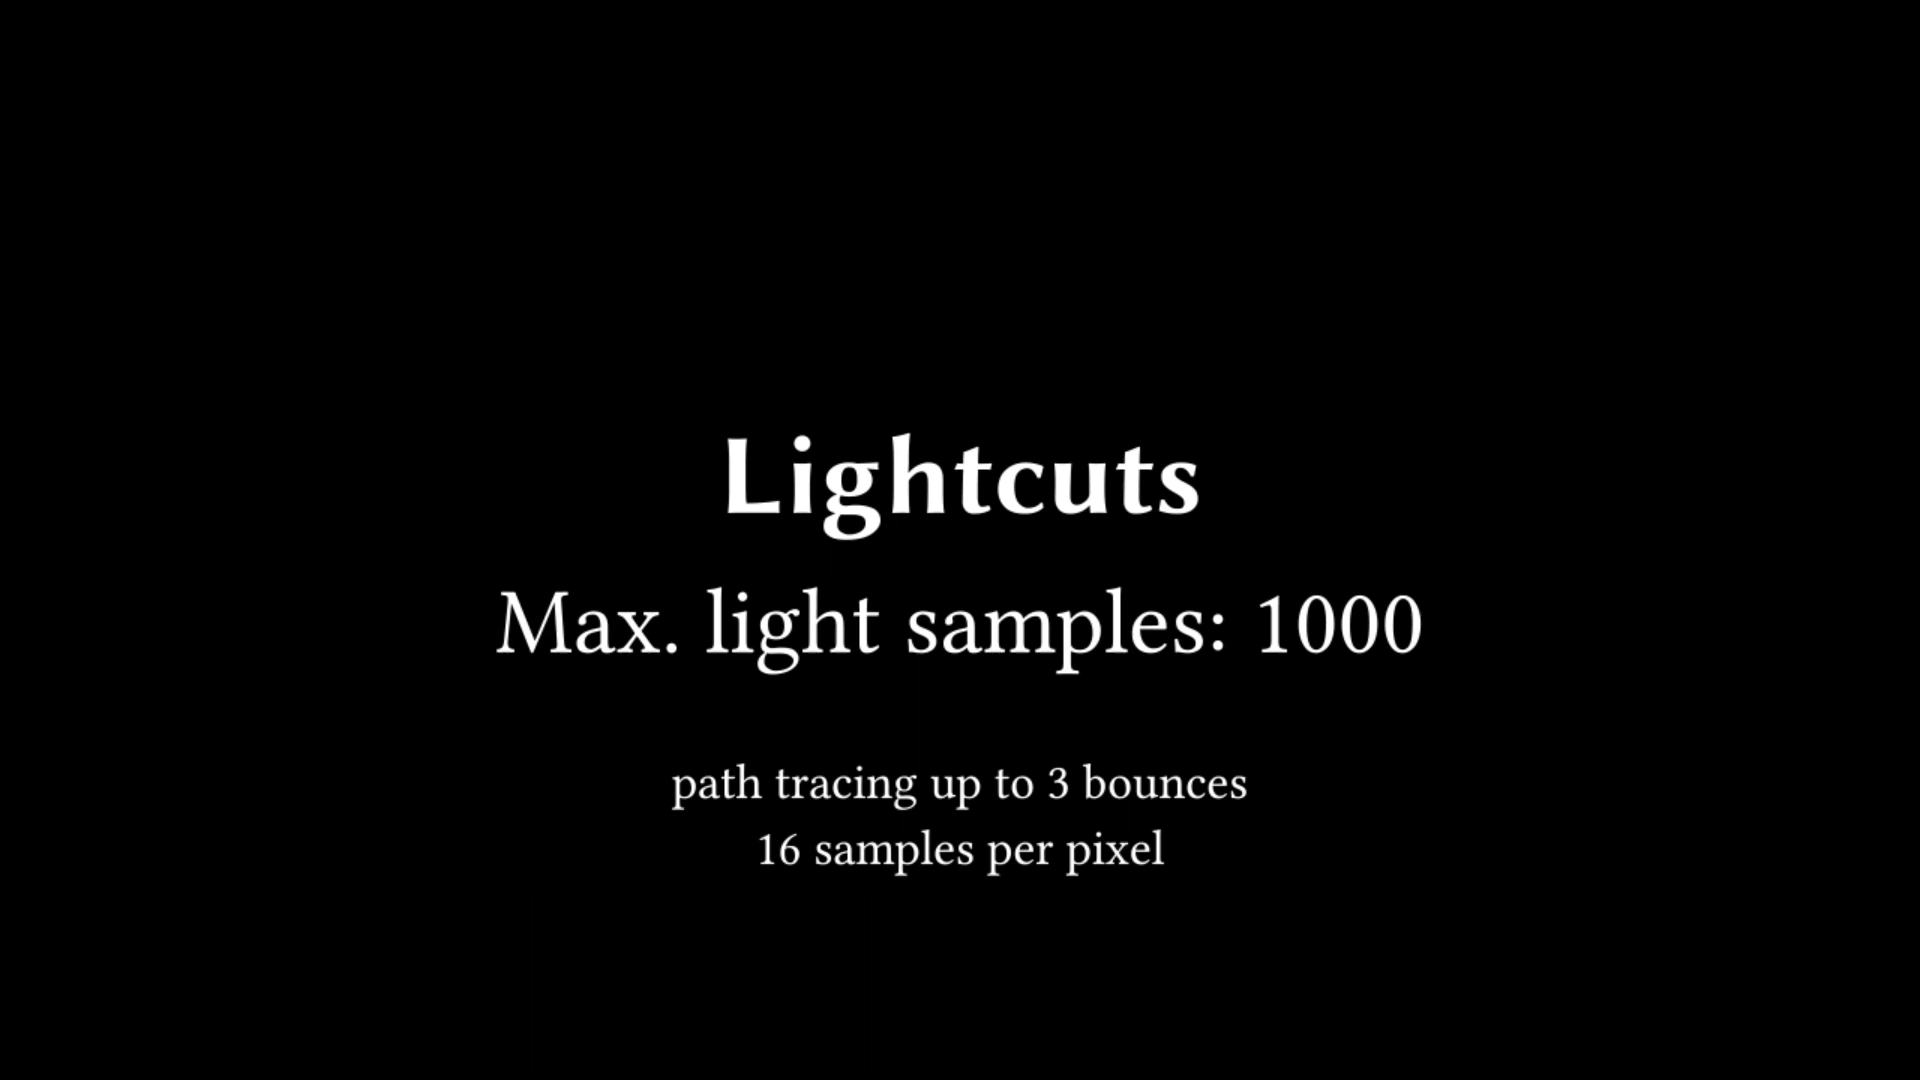 Lightcuts
Max. light samples: 1000
path tracing up to 3 bounces
16 samples per pixel